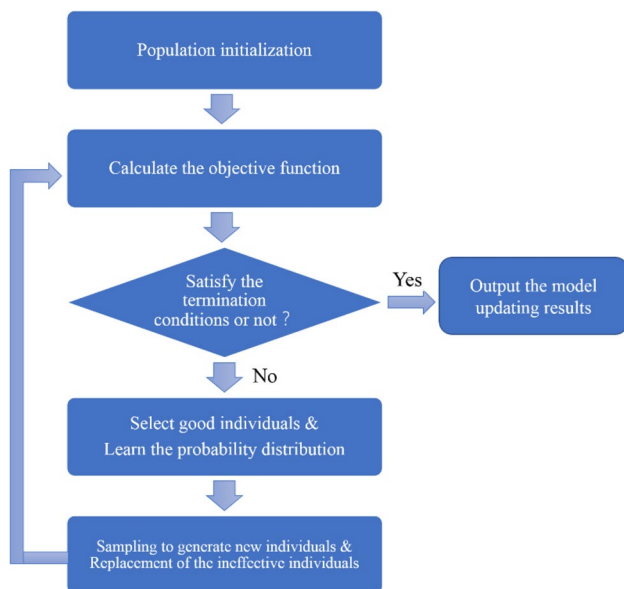 Population initialization
Calculate the objective function
Satisfy the
termination
conditions or not ?
Yes
Output the model
updating results
No
Select good individuals &
Learn the probability distribution
Sampling to generate new individuals &
Replacement of the ineffective individuals